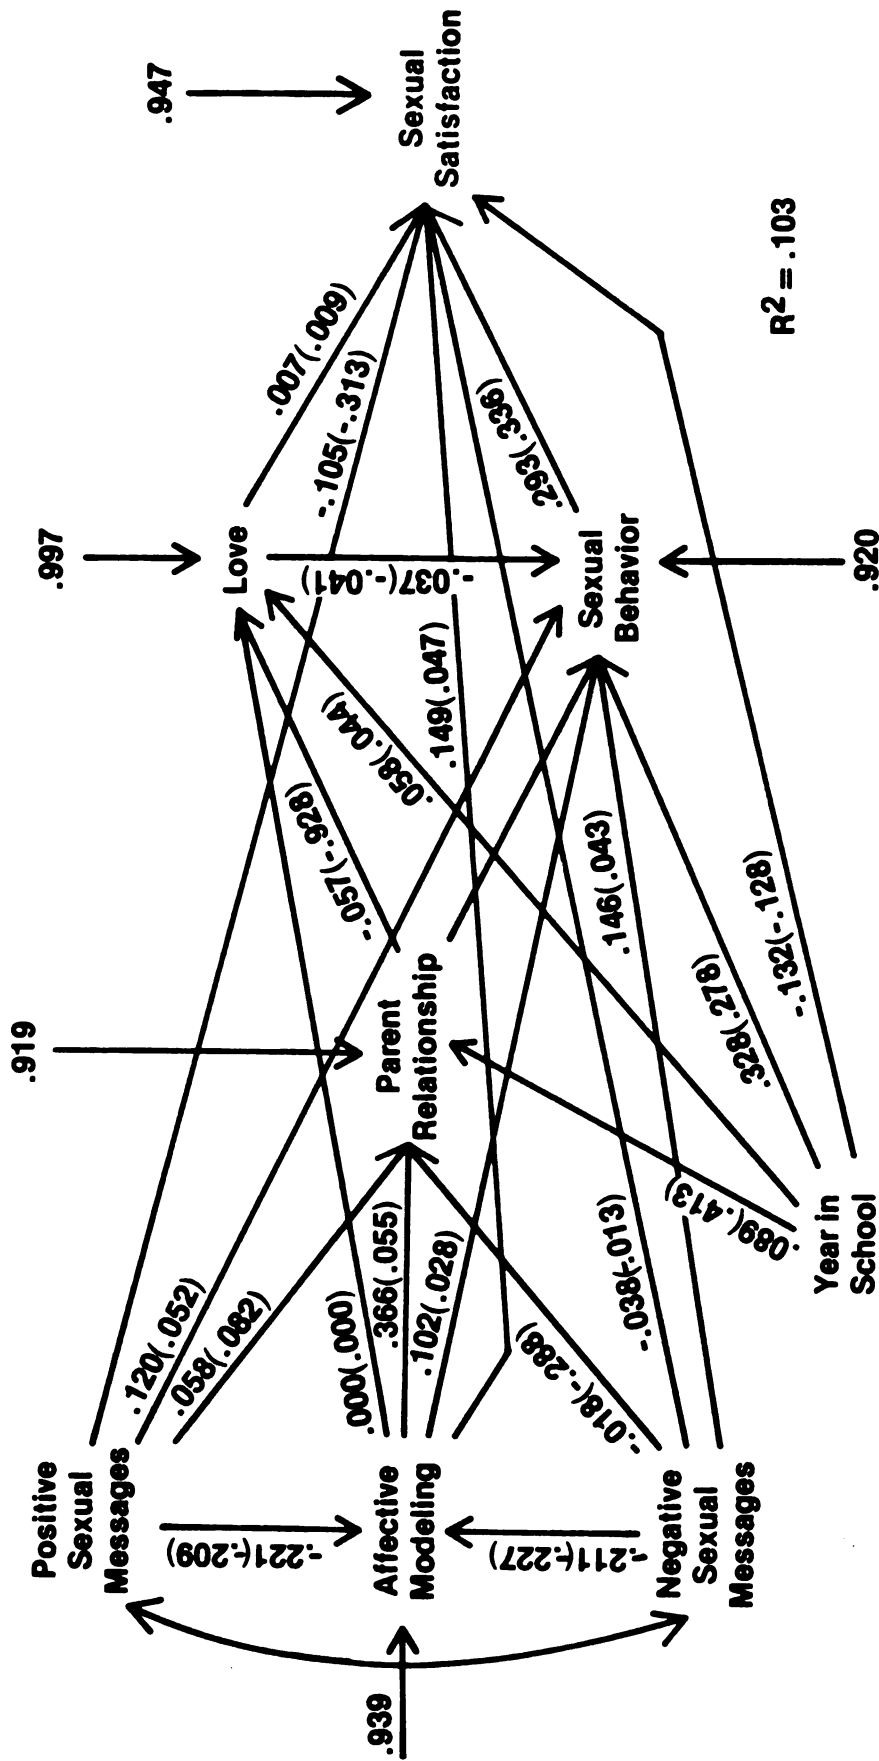 .919
.997
.947
Positive
Sexual
Messages
.120(.052)
.058(.082)
-.221(-.209)
.939
Affective
Modeling
.000(.000)
.366(.055)
.102(.028)
-.211(-.227)
Negative
Sexual
Messages
-.018(-.288)
-.038(-.013)
Parent
Relationship
-.057(-.928)
.058(.044)
.149(.047)
.146(.043)
.089(.413)
.328(.278)
-.132(-.128)
Year in
School
Love
-.037(-.041)
.007(.009)
-.105(-.313)
.293(.336)
Sexual
Behavior
.920
Sexual
Satisfaction
R² = .103